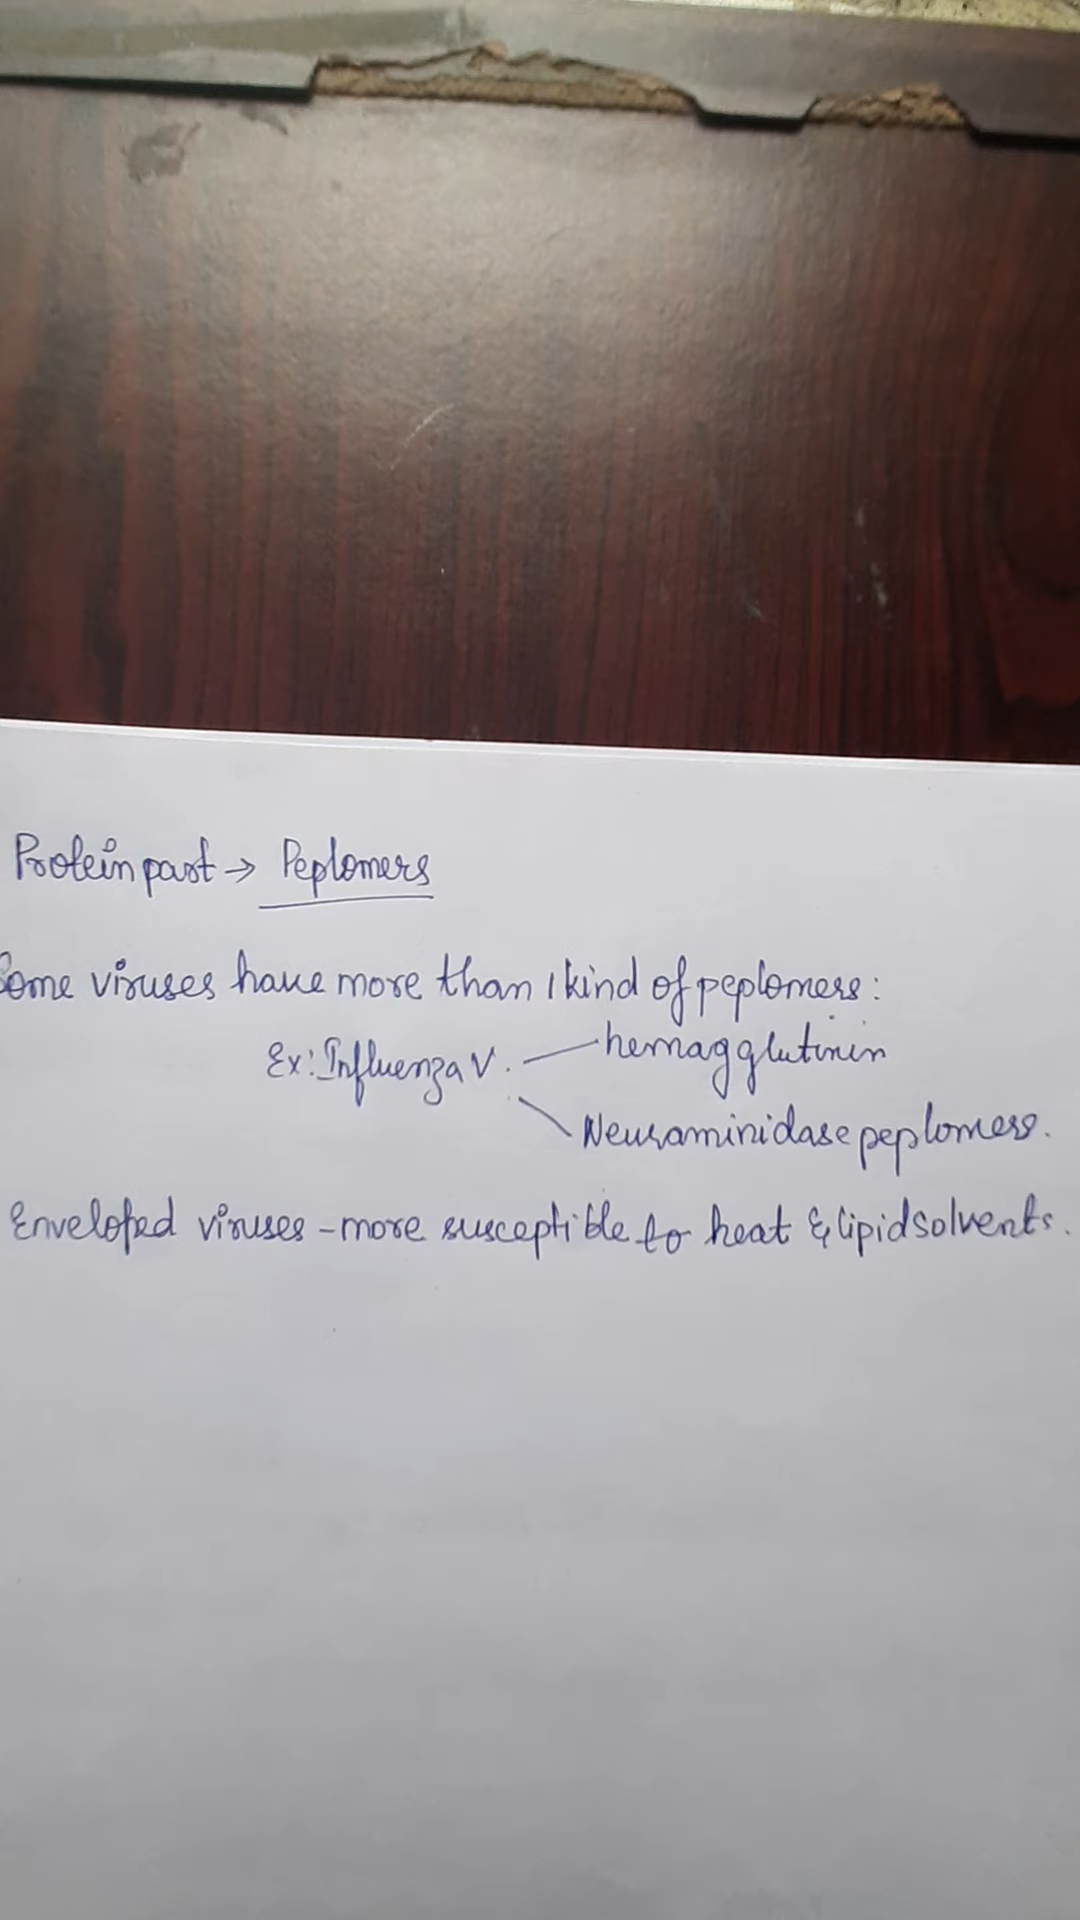 Protein part → Peplomers
Some viruses have more than 1 kind of peplomers:
Ex: Influenza V. — hemagglutinin
Neuraminidase peplomers.
Enveloped viruses - more susceptible to heat & lipid solvents.